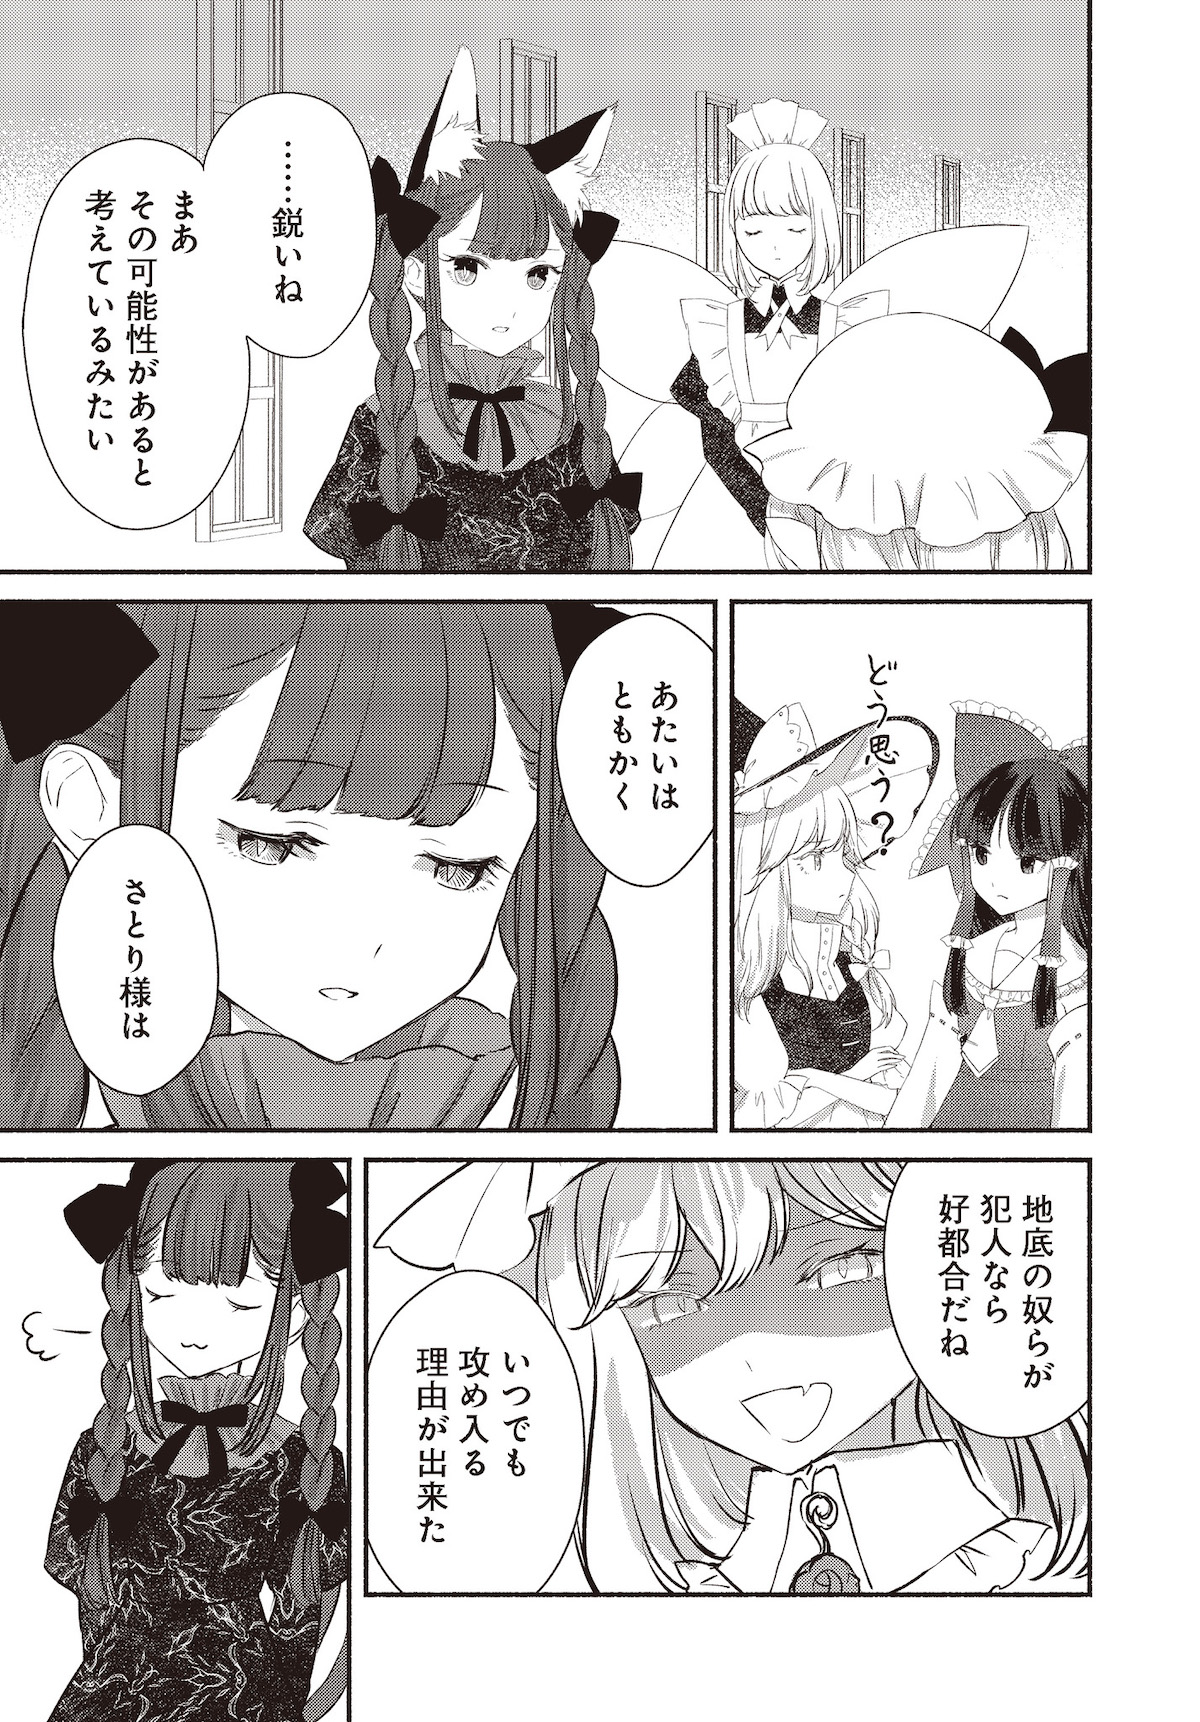 ……鋭いね
まあ
その可能性があると
考えているみたい
どう思う?
あたいは
ともかく
さとり様は
地底の奴らが
犯人なら
好都合だね
いつでも
攻め入る
理由が出来た